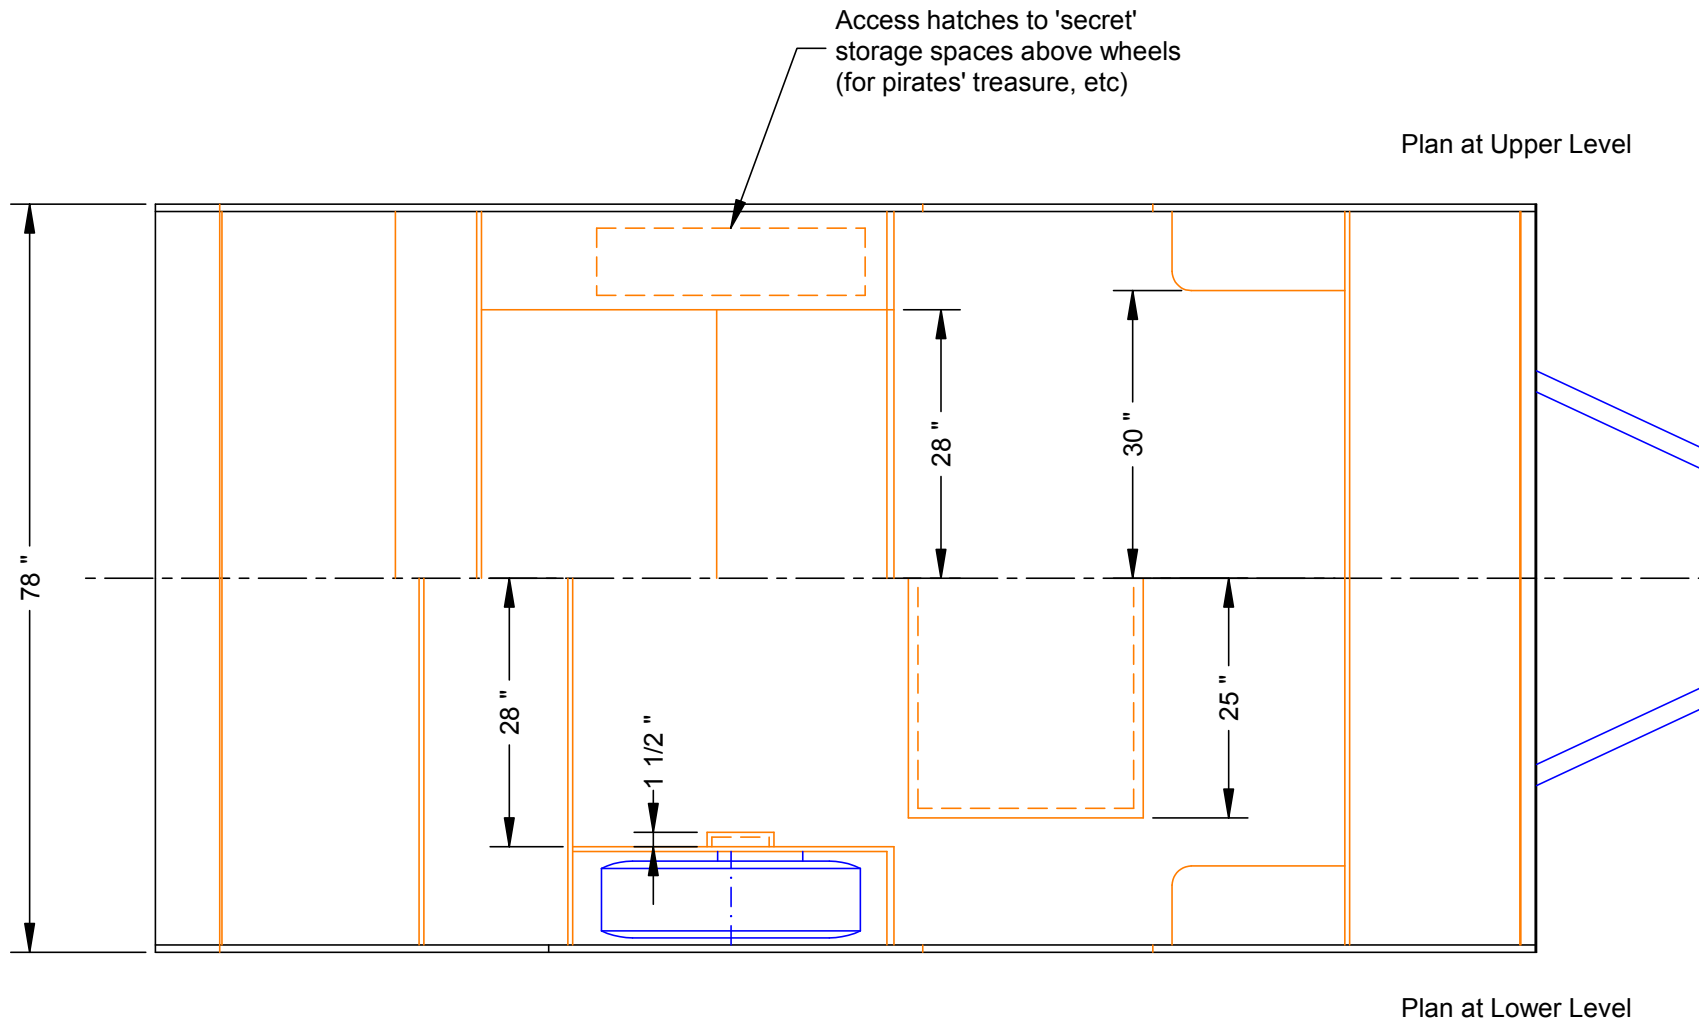 Access hatches to 'secret'
storage spaces above wheels
(for pirates' treasure, etc)
Plan at Upper Level
78 "
28 "
30 "
28 "
1 1/2 "
25 "
Plan at Lower Level